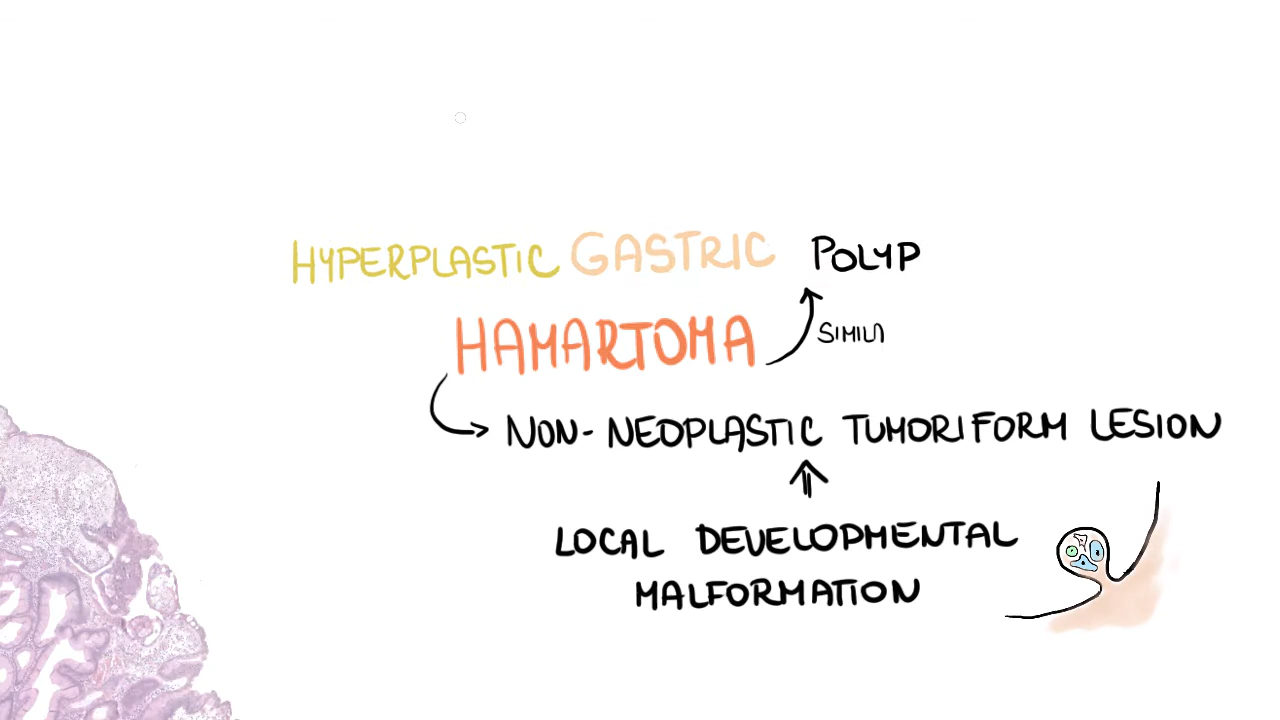 HYPERPLASTIC GASTRIC POLYP
HAMARTOMA
NON-NEOPLASTIC TUMORIFORM LESION
LOCAL DEVELOPMENTAL
MALFORMATION